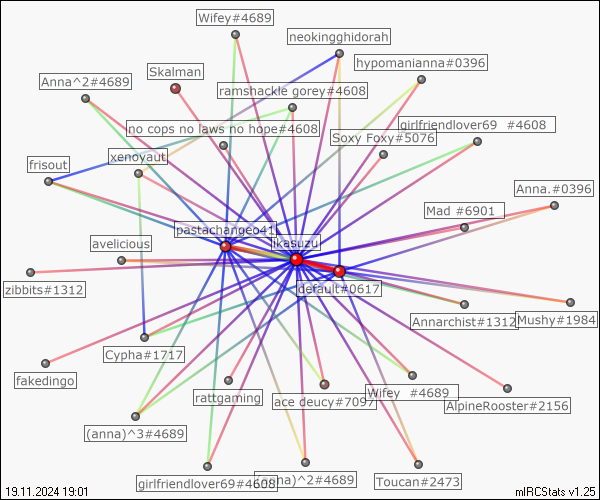 Wifey#4689
neokingghidorah
hypomanianna#0396
Skalman
Anna^2#4689
ramshackle gorey#4608
no cops no laws no hope#4608
girlfriendlover69 #4608
Soxy Foxy#5076
xenoyaut
frisout
Anna.#0396
Mad #6901
pastachangeo41
ikasuzu
avelicious
default#0617
zibbits#1312
Annarchist#1312
Mushy#1984
Cypha#1717
fakedingo
rattgaming
ace deucy#7097
Wifey #4689
AlpineRooster#2156
(anna)^3#4689
girlfriendlover69#4608
(anna)^2#4689
Toucan#2473
19.11.2024 19:01
mIRCStats v1.25